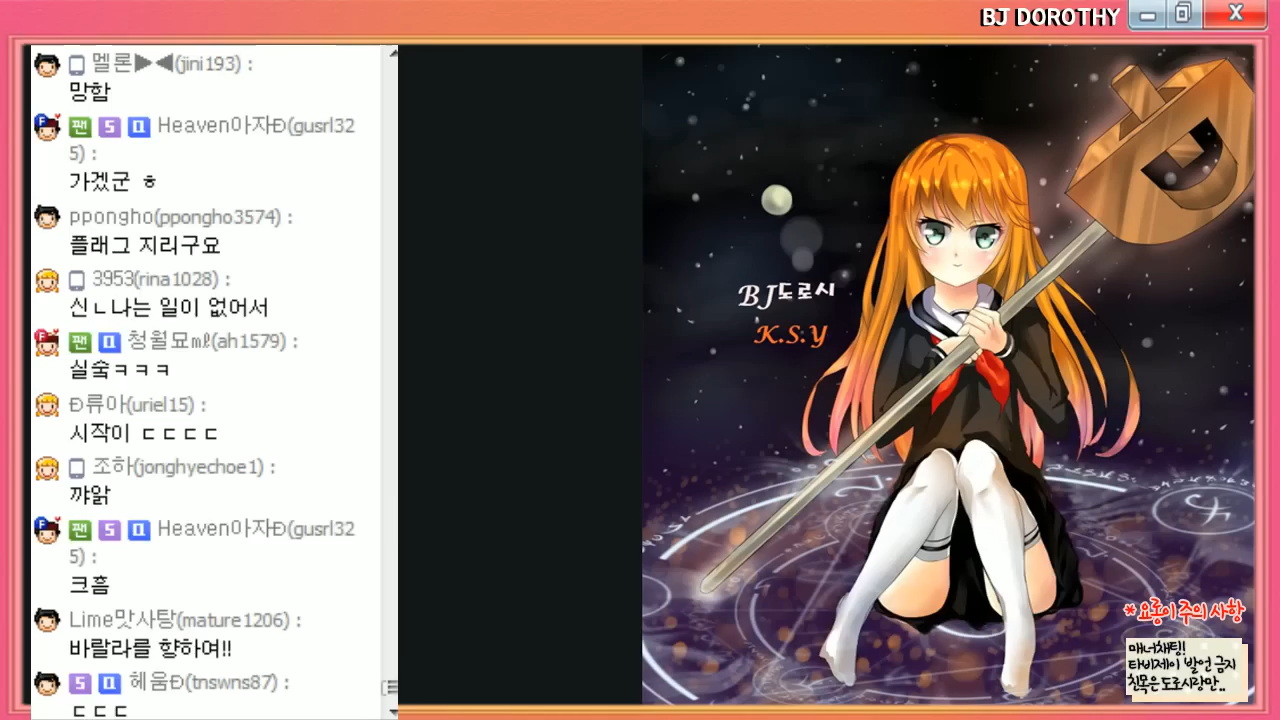 BJ DOROTHY
멜론▶◀(jini193) :
망함
팬 S Q Heaven아자Đ(gusrl32
5) :
가겠군 ㅎ
ppongho(ppongho3574) :
플래그 지리구요
3953(rina1028) :
신ㄴ나는 일이 없어서
팬 Q 청월묘㎖(ah1579) :
실숰ㅋㅋㅋ
Đ류아(uriel15) :
시작이 ㄷㄷㄷㄷ
조하(jonghyechoe1) :
꺄앍
팬 S Q Heaven아자Đ(gusrl32
5) :
크흠
Lime맛사탕(mature1206) :
바랄라를 향하여!!
S Q 헤움Đ(tnswns87) :
ㄷㄷㄷ
BJ도로시
K.S.Y
*요롱이 주의 사항
매너채팅!
타비제이 발언 금지
친목은 도로시랑만..